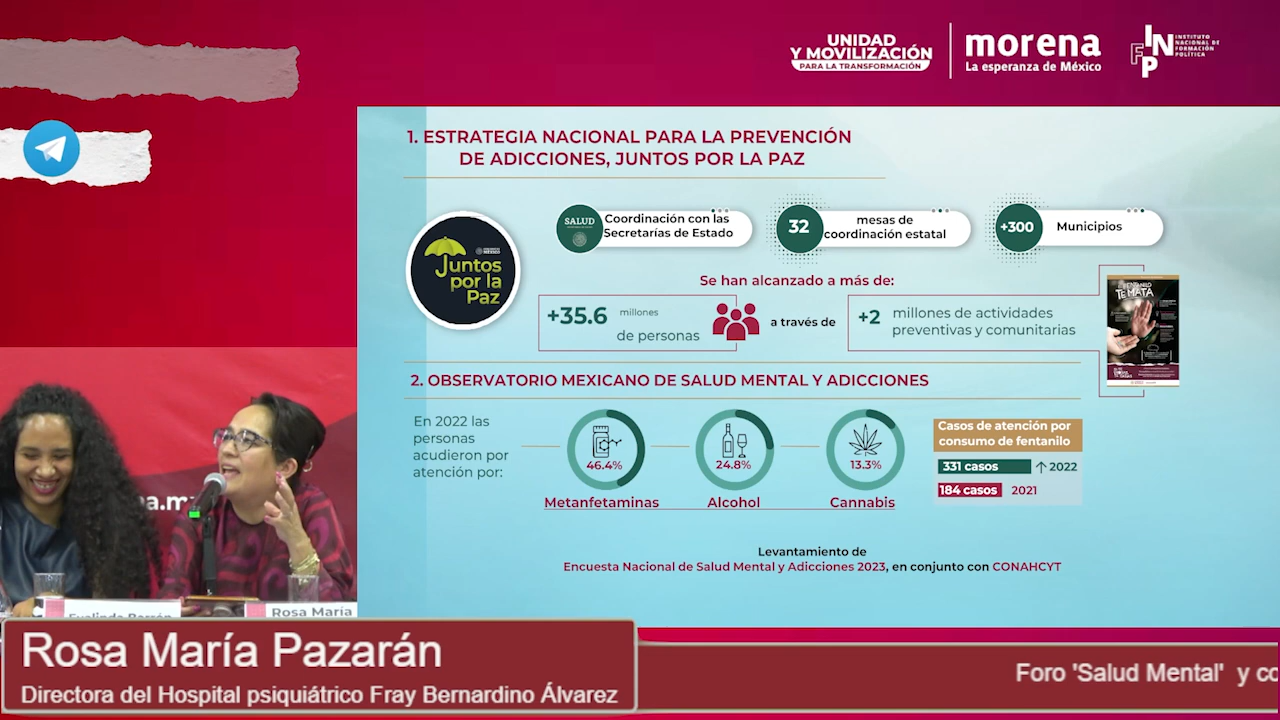 UNIDAD
Y MOVILIZACIÓN
PARA LA TRANSFORMACIÓN
morena
La esperanza de México
INFP
INSTITUTO
NACIONAL DE
FORMACIÓN
POLÍTICA
1. ESTRATEGIA NACIONAL PARA LA PREVENCIÓN
DE ADICCIONES, JUNTOS POR LA PAZ
SALUD
Coordinación con las
Secretarías de Estado
32
mesas de
coordinación estatal
+300
Municipios
Juntos
por la
Paz
Se han alcanzado a más de:
+35.6 millones
de personas
a través de
+2 millones de actividades
preventivas y comunitarias
TE MATA
2. OBSERVATORIO MEXICANO DE SALUD MENTAL Y ADICCIONES
En 2022 las
personas
acudieron por
atención por:
46.4%
Metanfetaminas
24.8%
Alcohol
13.3%
Cannabis
Casos de atención por
consumo de fentanilo
331 casos 2022
184 casos 2021
Levantamiento de
Encuesta Nacional de Salud Mental y Adicciones 2023, en conjunto con CONAHCYT
Rosa María
Rosa María Pazarán
Directora del Hospital psiquiátrico Fray Bernardino Álvarez
Foro 'Salud Mental' y co